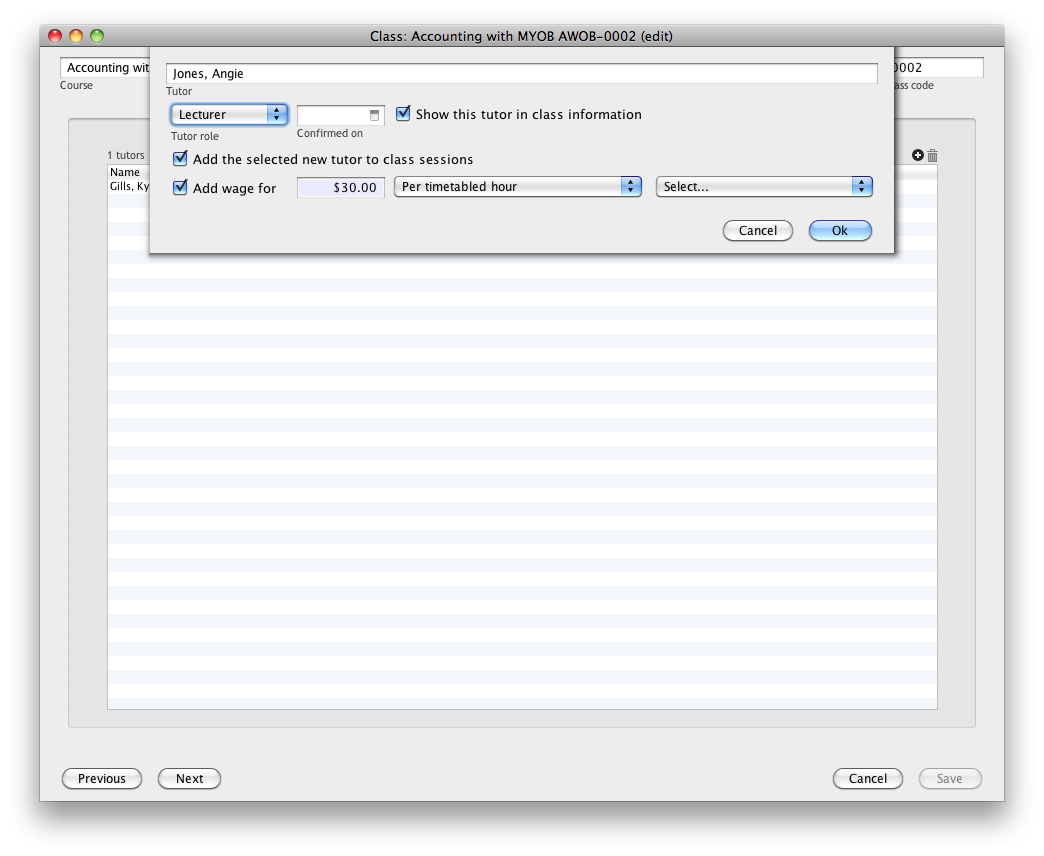 Class: Accounting with MYOB AWOB-0002 (edit)
Accounting wit
0002
Course
ass code
Jones, Angie
Tutor
Lecturer
Show this tutor in class information
Tutor role
Confirmed on
Add the selected new tutor to class sessions
Add wage for $30.00 Per timetabled hour Select...
Cancel Ok
1 tutors
Name
Gills, Ky
Previous Next Cancel Save